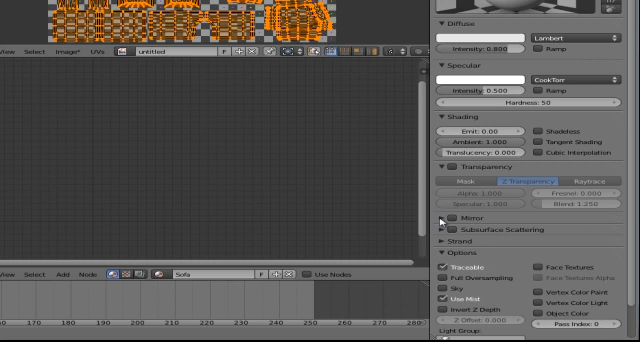 Diffuse
Lambert
Intensity: 0.800
Ramp
View Select Image* UVs untitled F
Specular
CookTorr
Intensity: 0.500
Ramp
Hardness: 50
Shading
Emit: 0.00
Shadeless
Ambient: 1.000
Tangent Shading
Translucency: 0.000
Cubic Interpolation
Transparency
Mask Z Transparency Raytrace
Alpha: 1.000
Fresnel: 0.000
Specular: 1.000
Blend: 1.250
Mirror
Subsurface Scattering
Strand
Options
Traceable
Face Textures
Full Oversampling
Face Textures Alpha
Sky
Vertex Color Paint
Use Mist
Vertex Color Light
Invert Z Depth
Object Color
Z Offset: 0.000
Pass Index: 0
Light Group:
View Select Add Node Sofa F Use Nodes
170 180 190 200 210 220 230 240 250 260 270 280